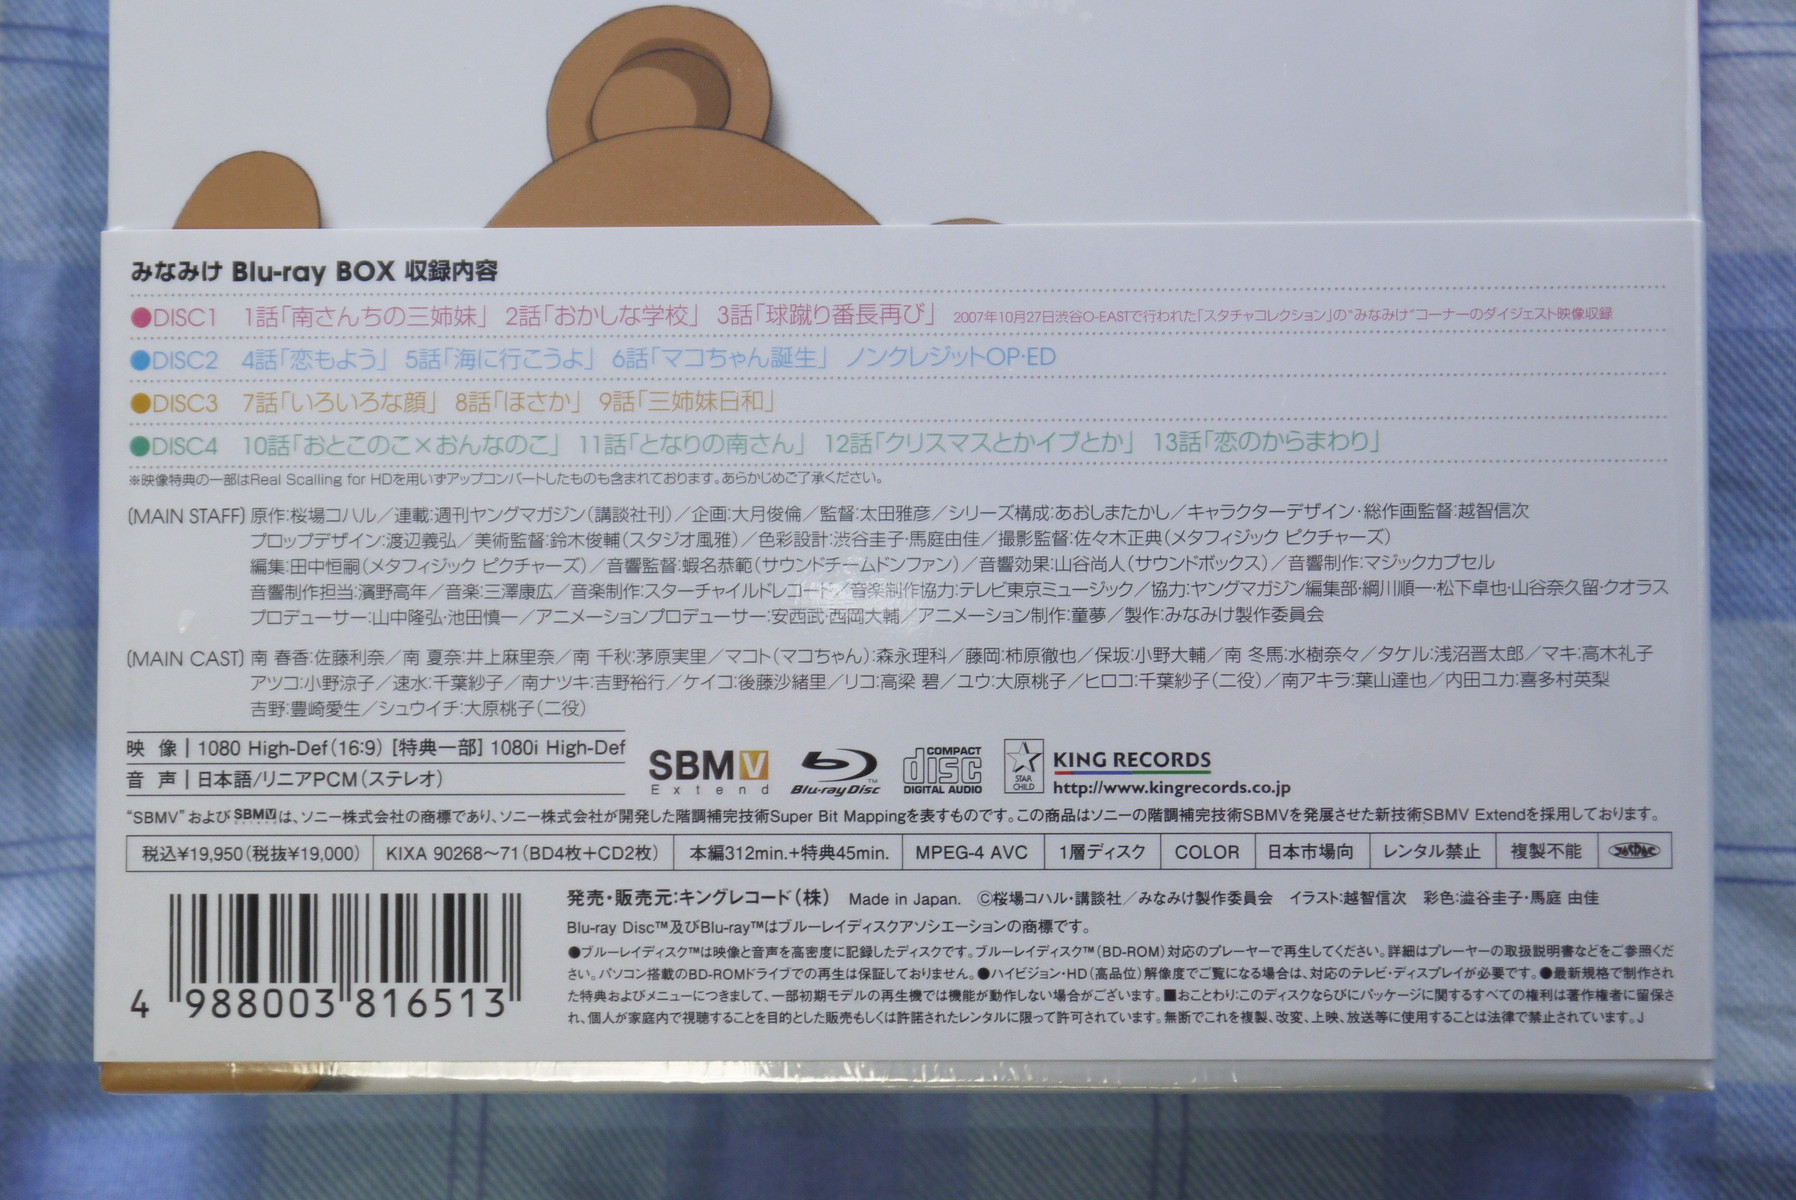 みなみけ Blu-ray BOX 収録内容
●DISC1 1話「南さんちの三姉妹」 2話「おかしな学校」 3話「球蹴り番長再び」 2007年10月27日渋谷O-EASTで行われた「スタチャコレクション」の"みなみけ"コーナーのダイジェスト映像収録
●DISC2 4話「恋もよう」 5話「海に行こうよ」 6話「マコちゃん誕生」 ノンクレジットOP・ED
●DISC3 7話「いろいろな顔」 8話「ほさか」 9話「三姉妹日和」
●DISC4 10話「おとこのこ×おんなのこ」 11話「となりの南さん」 12話「クリスマスとかイブとか」 13話「恋のからまわり」
※映像特典の一部はReal Scalling for HDを用いずアップコンバートしたものも含まれております。あらかじめご了承ください。
(MAIN STAFF) 原作:桜場コハル／連載:週刊ヤングマガジン(講談社刊)／企画:大月俊倫／監督:太田雅彦／シリーズ構成:あおしまたかし／キャラクターデザイン・総作画監督:越智信次
プロップデザイン:渡辺義弘／美術監督:鈴木俊輔(スタジオ風雅)／色彩設計:渋谷圭子・馬庭由佳／撮影監督:佐々木正典(メタフィジック ピクチャーズ)
編集:田中恒嗣(メタフィジック ピクチャーズ)／音響監督:蝦名恭範(サウンドチームドンファン)／音響効果:山谷尚人(サウンドボックス)／音響制作:マジックカプセル
音響制作担当:濱野高年／音楽:三澤康広／音楽制作:スターチャイルドレコード／音楽制作協力:テレビ東京ミュージック／協力:ヤングマガジン編集部・綱川順一・松下卓也・山谷奈久留・クオラス
プロデューサー:山中隆弘・池田慎一／アニメーションプロデューサー:安西武・西岡大輔／アニメーション制作:童夢／製作:みなみけ製作委員会
(MAIN CAST) 南 春香:佐藤利奈／南 夏奈:井上麻里奈／南 千秋:茅原実里／マコト(マコちゃん):森永理科／藤岡:柿原徹也／保坂:小野大輔／南 冬馬:水樹奈々／タケル:浅沼晋太郎／マキ:高木礼子
アツコ:小野涼子／速水:千葉紗子／南ナツキ:吉野裕行／ケイコ:後藤沙緒里／リコ:高梁 碧／ユウ:大原桃子／ヒロコ:千葉紗子(二役)／南アキラ:葉山達也／内田ユカ:喜多村英梨
吉野:豊崎愛生／シュウイチ:大原桃子(二役)
映 像 | 1080 High-Def(16:9) [特典一部] 1080i High-Def
音 声 | 日本語/リニアPCM(ステレオ)
SBMV Extend
Blu-ray Disc™
COMPACT disc DIGITAL AUDIO
STAR CHILD
KING RECORDS
http://www.kingrecords.co.jp
"SBMV"およびSBMV Extendは、ソニー株式会社の商標であり、ソニー株式会社が開発した階調補完技術Super Bit Mappingを表すものです。この商品はソニーの階調補完技術SBMVを発展させた新技術SBMV Extendを採用しております。
税込¥19,950(税抜¥19,000) KIXA 90268～71(BD4枚+CD2枚) 本編312min.+特典45min. MPEG-4 AVC 1層ディスク COLOR 日本市場向 レンタル禁止 複製不能 JASRAC
4 988003 816513
発売・販売元:キングレコード(株) Made in Japan. ©桜場コハル・講談社／みなみけ製作委員会 イラスト:越智信次 彩色:澁谷圭子・馬庭 由佳
Blu-ray Disc™及びBlu-ray™はブルーレイディスクアソシエーションの商標です。
●ブルーレイディスク™は映像と音声を高密度に記録したディスクです。ブルーレイディスク™(BD-ROM)対応のプレーヤーで再生してください。詳細はプレーヤーの取扱説明書などをご参照くだ
さい。パソコン搭載のBD-ROMドライブでの再生は保証しておりません。●ハイビジョン・HD(高品位)解像度でご覧になる場合は、対応のテレビ・ディスプレイが必要です。●最新規格で制作され
た特典およびメニューにつきまして、一部初期モデルの再生機では機能が動作しない場合がございます。■おことわり:このディスクならびにパッケージに関するすべての権利は著作権者に留保さ
れ、個人が家庭内で視聴することを目的とした販売もしくは許諾されたレンタルに限って許可されています。無断でこれを複製、改変、上映、放送等に使用することは法律で禁止されています。J